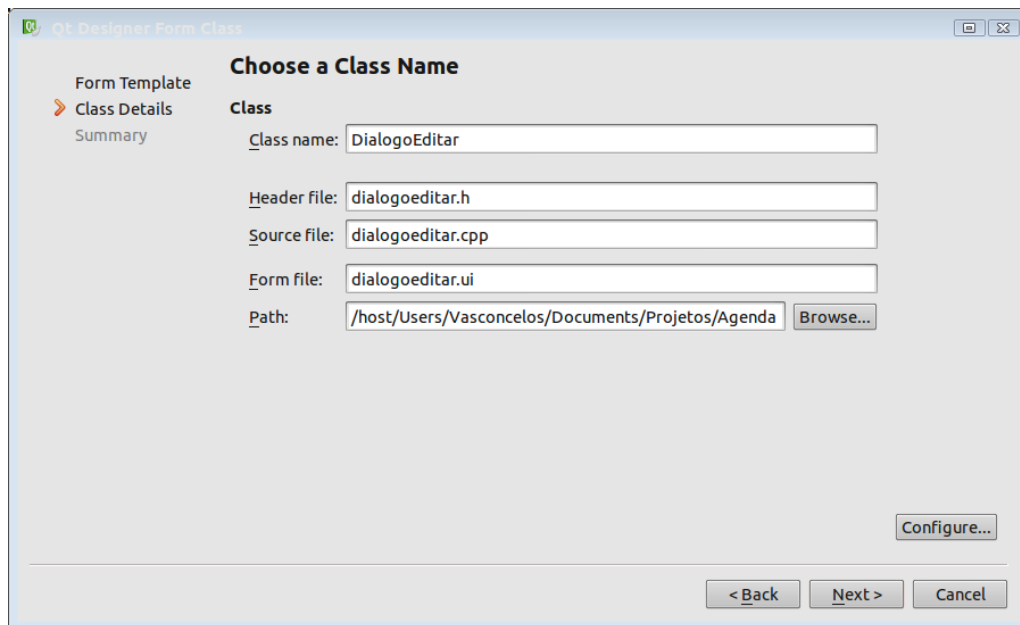 Qt Designer Form Class
Choose a Class Name
Form Template
Class Details
Summary
Class
Class name: DialogoEditar
Header file: dialogoeditar.h
Source file: dialogoeditar.cpp
Form file: dialogoeditar.ui
Path: /host/Users/Vasconcelos/Documents/Projetos/Agenda Browse...
Configure...
< Back Next > Cancel